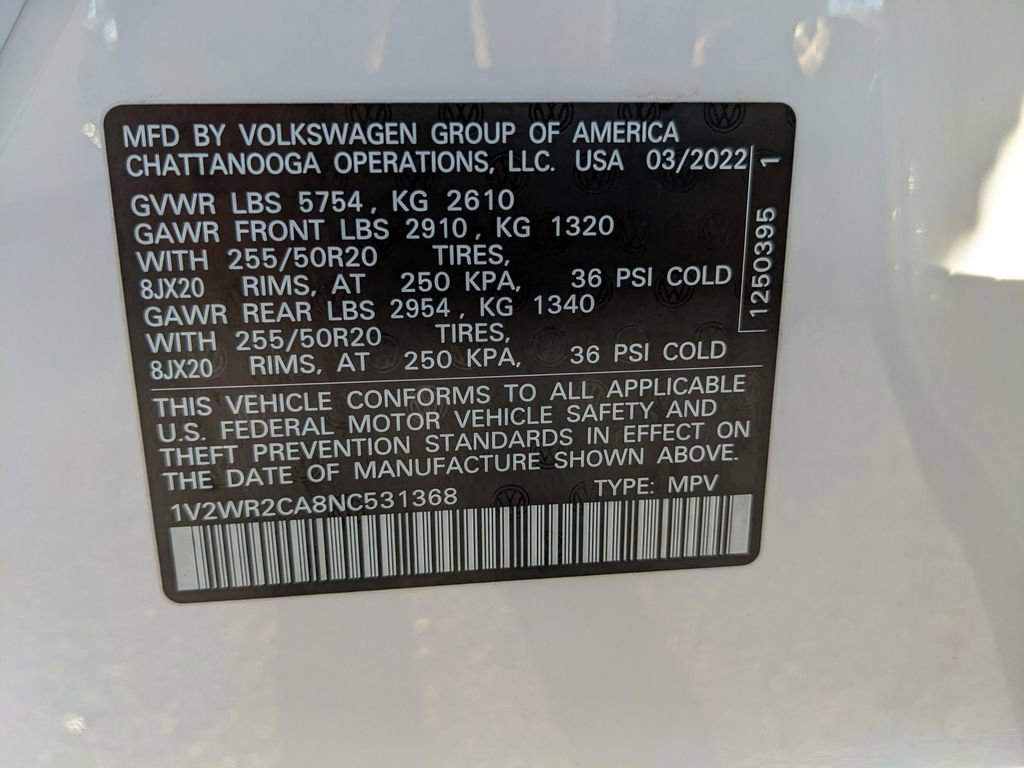 MFD BY VOLKSWAGEN GROUP OF AMERICA
CHATTANOOGA OPERATIONS, LLC. USA 03/2022
GVWR LBS 5754, KG 2610
GAWR FRONT LBS 2910, KG 1320
WITH 255/50R20 TIRES,
8JX20 RIMS, AT 250 KPA, 36 PSI COLD
GAWR REAR LBS 2954, KG 1340
WITH 255/50R20 TIRES,
8JX20 RIMS, AT 250 KPA, 36 PSI COLD
1250395 1
THIS VEHICLE CONFORMS TO ALL APPLICABLE
U.S. FEDERAL MOTOR VEHICLE SAFETY AND
THEFT PREVENTION STANDARDS IN EFFECT ON
THE DATE OF MANUFACTURE SHOWN ABOVE.
1V2WR2CA8NC531368 TYPE: MPV